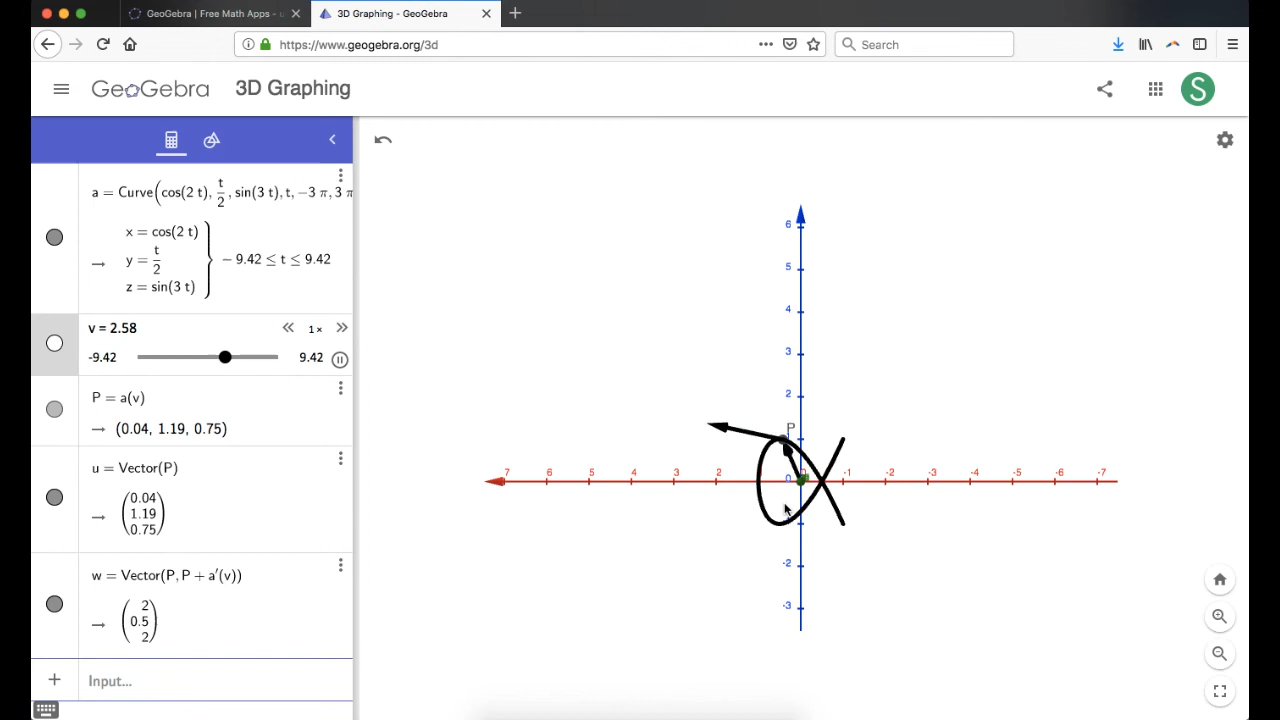 GeoGebra | Free Math Apps - u
3D Graphing - GeoGebra
https://www.geogebra.org/3d
Search
GeoGebra
3D Graphing
S
a = Curve(cos(2 t), t/2, sin(3 t), t, −3 π, 3 π
x = cos(2 t)
y = t/2
z = sin(3 t)
→
− 9.42 ≤ t ≤ 9.42
v = 2.58
1 ×
-9.42
9.42
P = a(v)
→ (0.04, 1.19, 0.75)
u = Vector(P)
0.04
→ 1.19
0.75
w = Vector(P, P + a′(v))
2
→ 0.5
2
Input...
6
5
4
3
2
P
7 6 5 4 3 2 0 -1 -2 -3 -4 -5 -6 -7
0
-2
-3